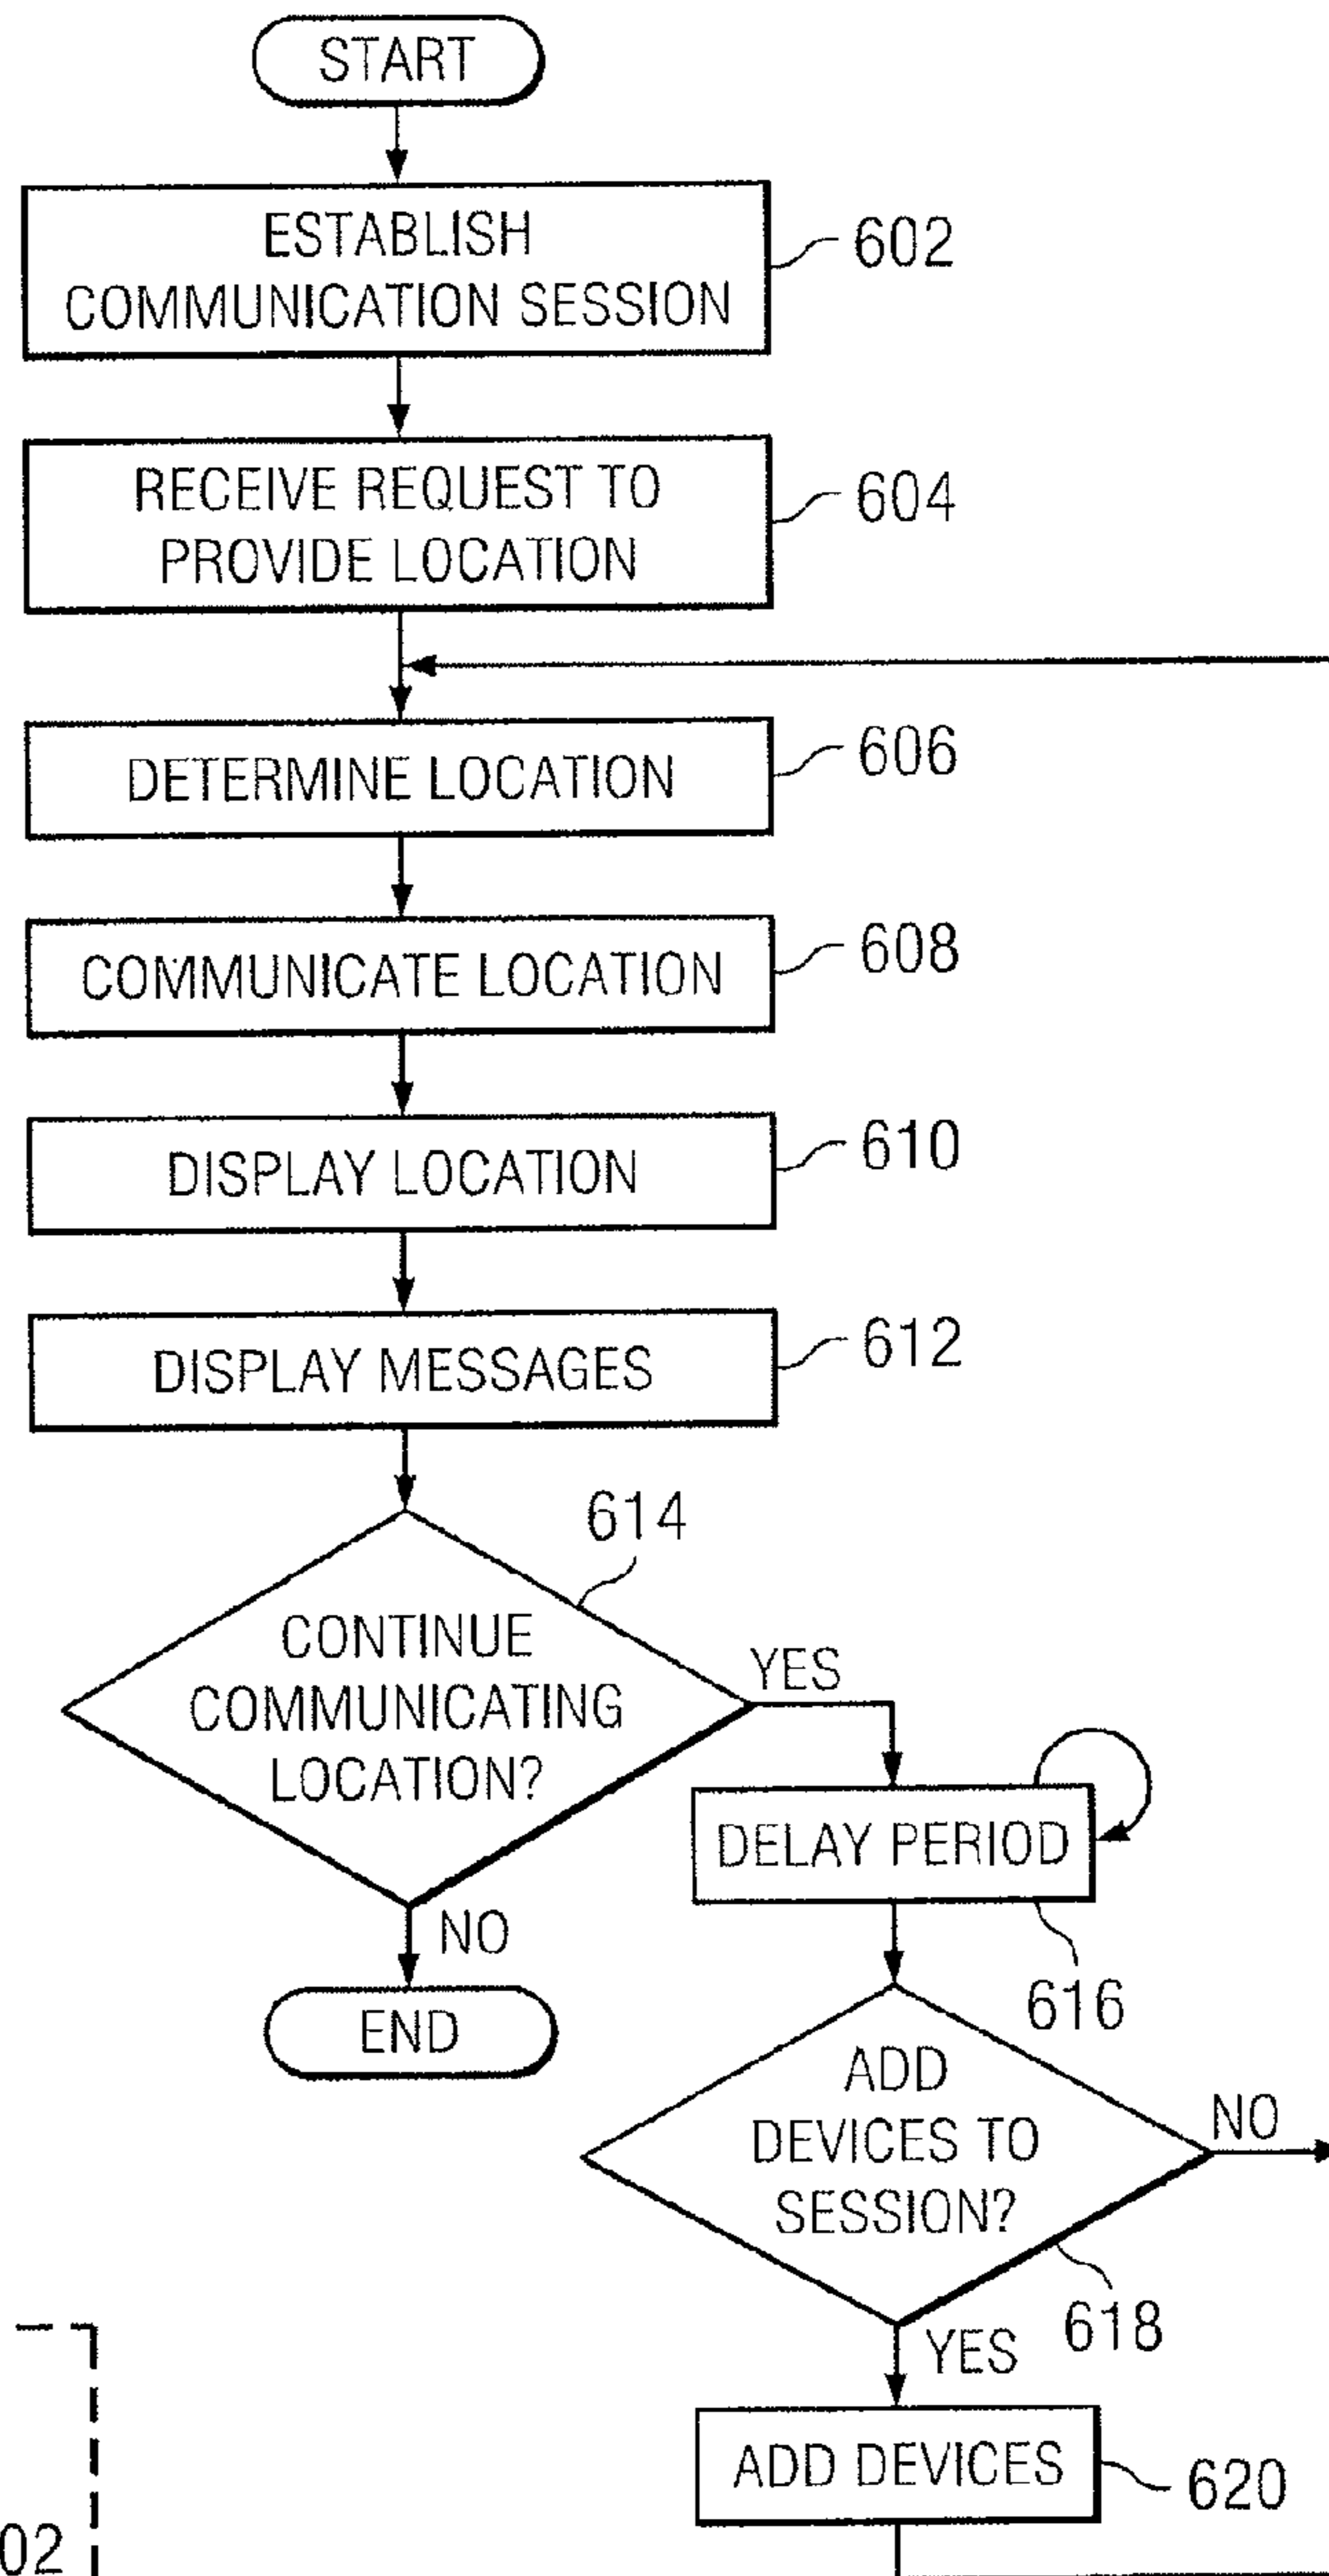 START
ESTABLISH
COMMUNICATION SESSION
602
RECEIVE REQUEST TO
PROVIDE LOCATION
604
DETERMINE LOCATION
606
COMMUNICATE LOCATION
608
DISPLAY LOCATION
610
DISPLAY MESSAGES
612
614
CONTINUE
COMMUNICATING
LOCATION?
YES
DELAY PERIOD
616
NO
END
ADD
DEVICES TO
SESSION?
NO
618
YES
ADD DEVICES
620
02